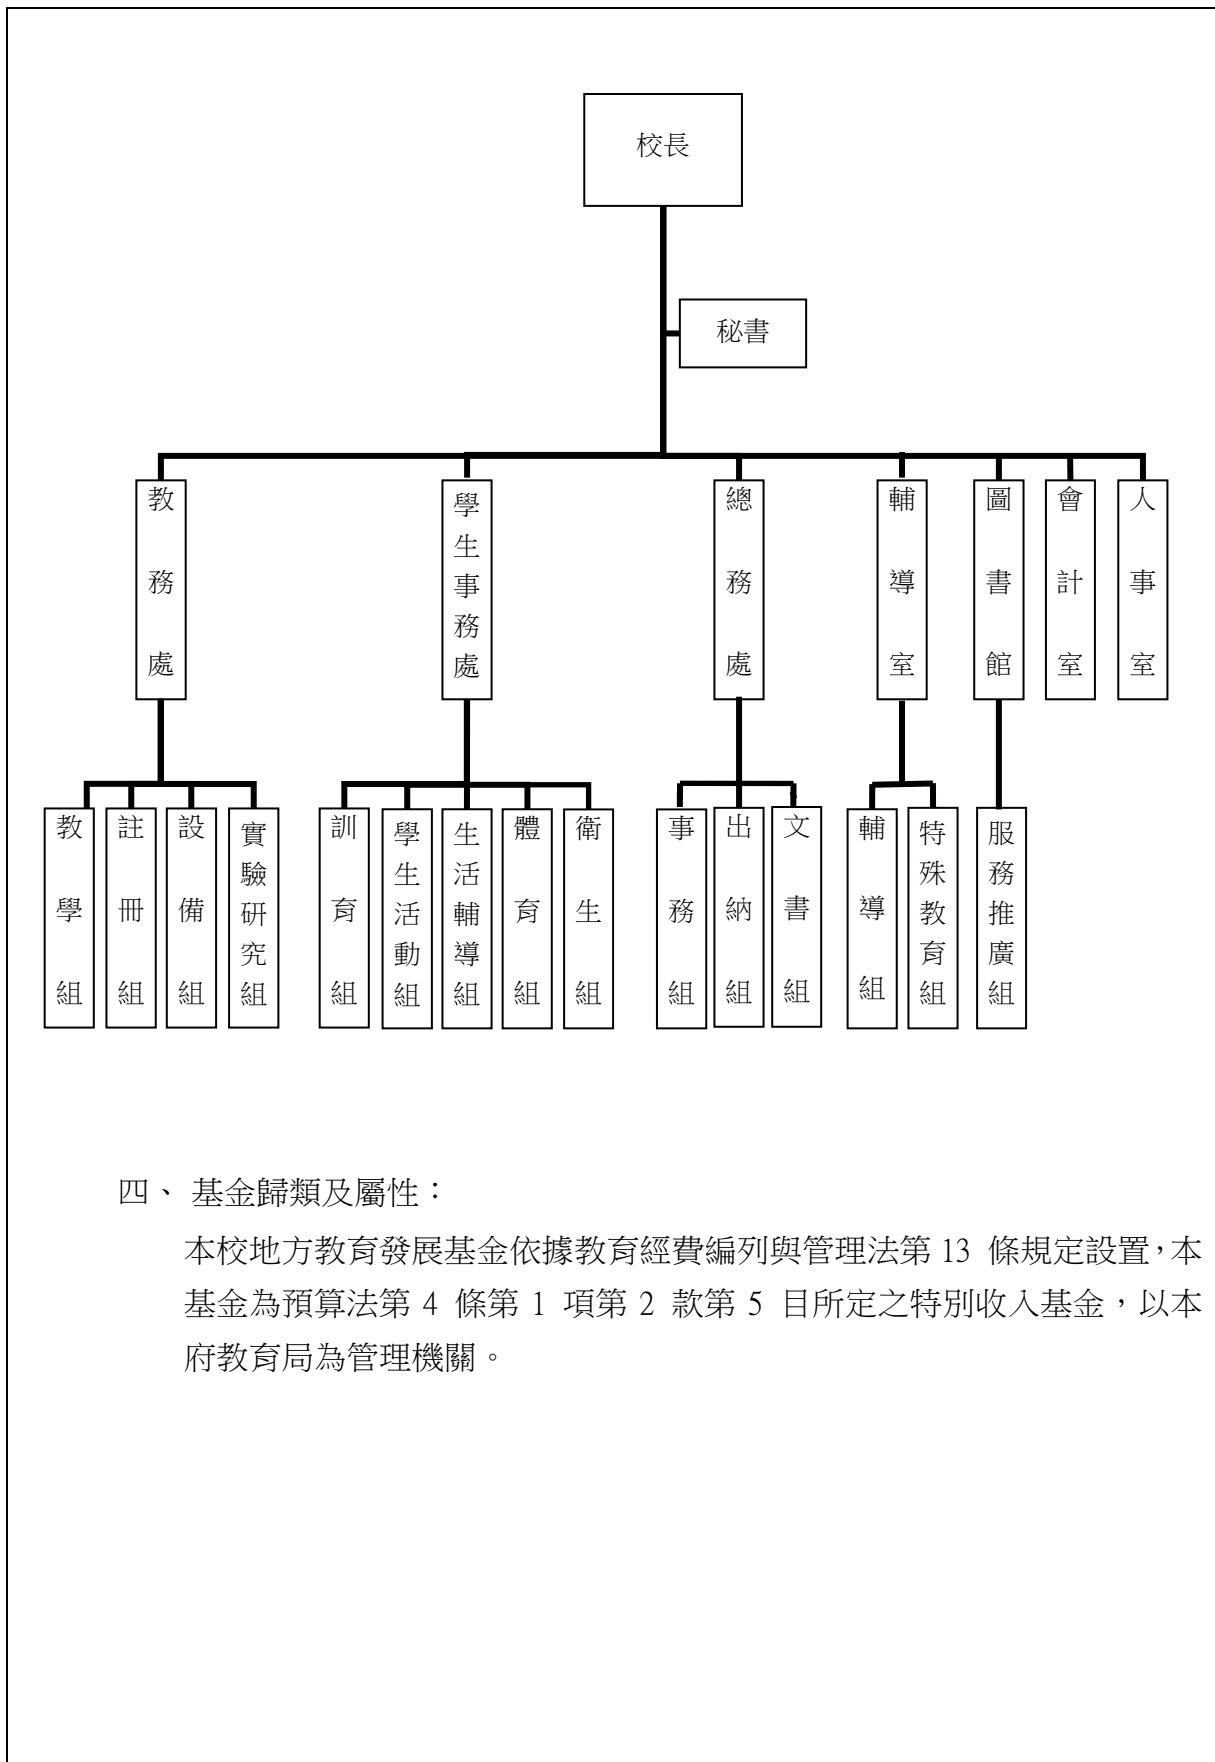 校長
秘書
教務處
學生事務處
總務處
輔導室
圖書館
會計室
人事室
教學組
註冊組
設備組
實驗研究組
訓育組
學生活動組
生活輔導組
體育組
衛生組
事務組
出納組
文書組
輔導組
特殊教育組
服務推廣組
四、 基金歸類及屬性：
本校地方教育發展基金依據教育經費編列與管理法第 13 條規定設置，本
基金為預算法第 4 條第 1 項第 2 款第 5 目所定之特別收入基金，以本
府教育局為管理機關。